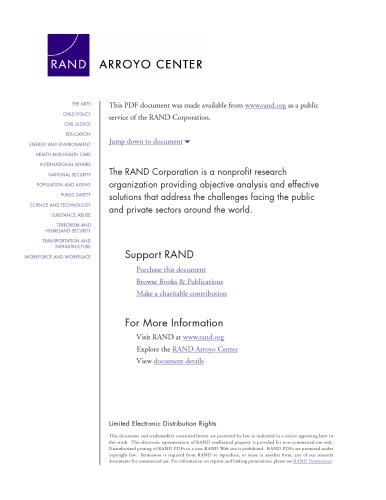 RAND ARROYO CENTER
THE ARTS
CHILD POLICY
CIVIL JUSTICE
EDUCATION
ENERGY AND ENVIRONMENT
HEALTH AND HEALTH CARE
INTERNATIONAL AFFAIRS
NATIONAL SECURITY
POPULATION AND AGING
PUBLIC SAFETY
SCIENCE AND TECHNOLOGY
SUBSTANCE ABUSE
TERRORISM AND
HOMELAND SECURITY
TRANSPORTATION AND
INFRASTRUCTURE
WORKFORCE AND WORKPLACE
This PDF document was made available from www.rand.org as a public
service of the RAND Corporation.
Jump down to document
The RAND Corporation is a nonprofit research
organization providing objective analysis and effective
solutions that address the challenges facing the public
and private sectors around the world.
Support RAND
Purchase this document
Browse Books & Publications
Make a charitable contribution
For More Information
Visit RAND at www.rand.org
Explore the RAND Arroyo Center
View document details
Limited Electronic Distribution Rights
This document and trademark(s) contained herein are protected by law as indicated in a notice appearing later in
this work. This electronic representation of RAND intellectual property is provided for non-commercial use only.
Unauthorized posting of RAND PDFs to a non-RAND Web site is prohibited. RAND PDFs are protected under
copyright law. Permission is required from RAND to reproduce, or reuse in another form, any of our research
documents for commercial use. For information on reprint and linking permissions, please see RAND Permissions.